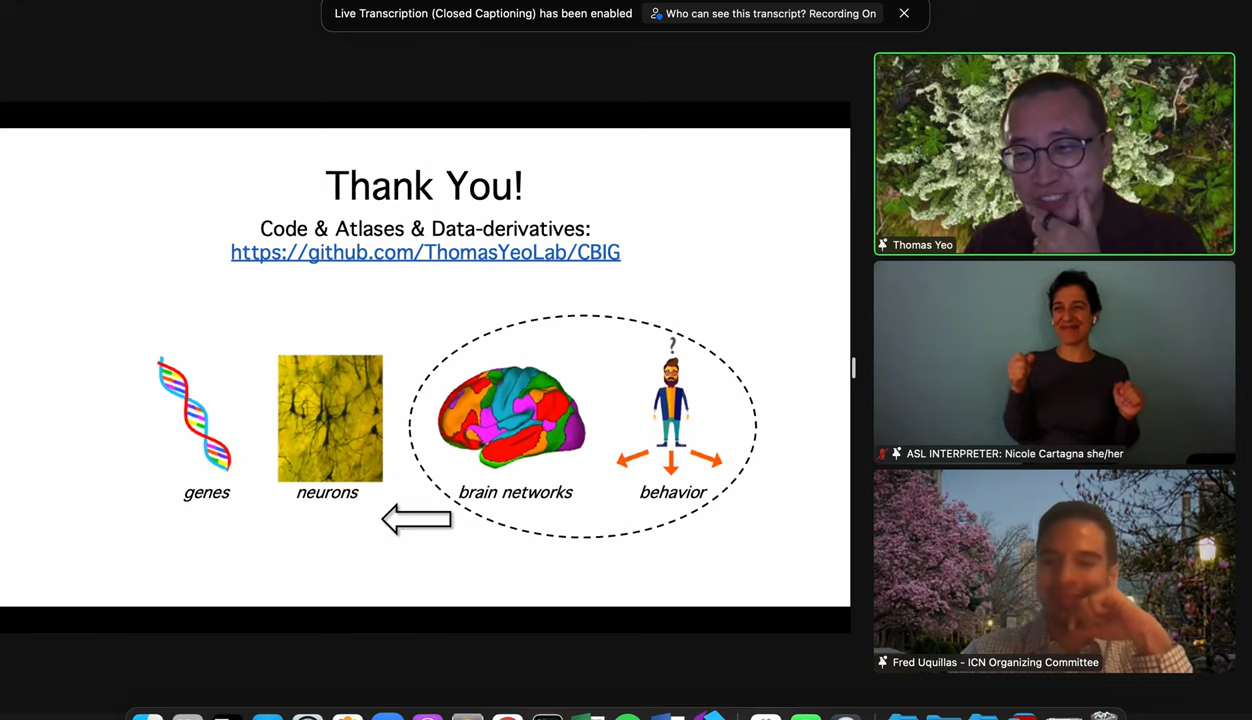 Live Transcription (Closed Captioning) has been enabled
Who can see this transcript? Recording On
Thank You!
Code & Atlases & Data-derivatives:
https://github.com/ThomasYeoLab/CBIG
?
genes
neurons
brain networks
behavior
Thomas Yeo
ASL INTERPRETER: Nicole Cartagna she/her
Fred Uquillas - ICN Organizing Committee